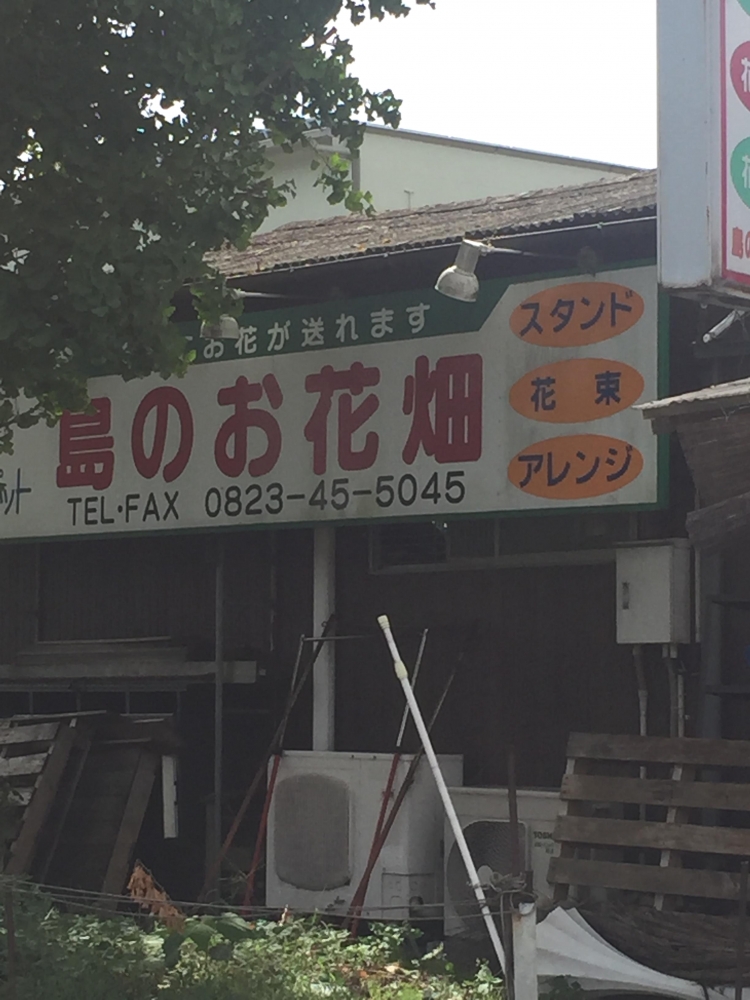 お花が送れます
島のお花畑
TEL・FAX 0823-45-5045
スタンド
花束
アレンジ